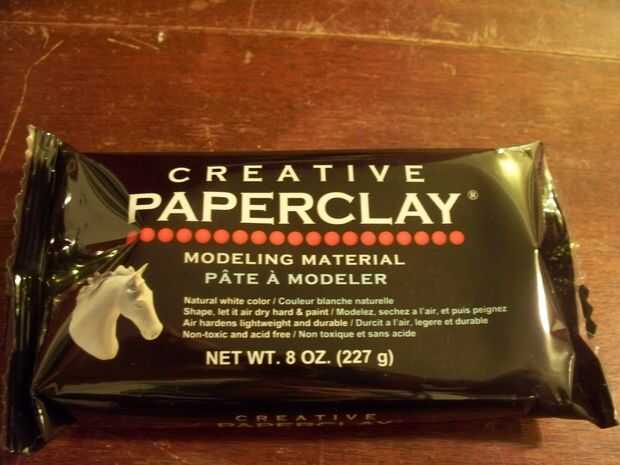 CREATIVE
PAPERCLAY®
MODELING MATERIAL
PÂTE À MODELER
Natural white color / Couleur blanche naturelle
Shape, let it air dry hard & paint / Modelez, sechez a l'air, et puis peignez
Air hardens lightweight and durable / Durcit a l'air, legere et durable
Non-toxic and acid free / Non toxique et sans acide
NET WT. 8 OZ. (227 g)
CREATIVE
PAPERCLAY